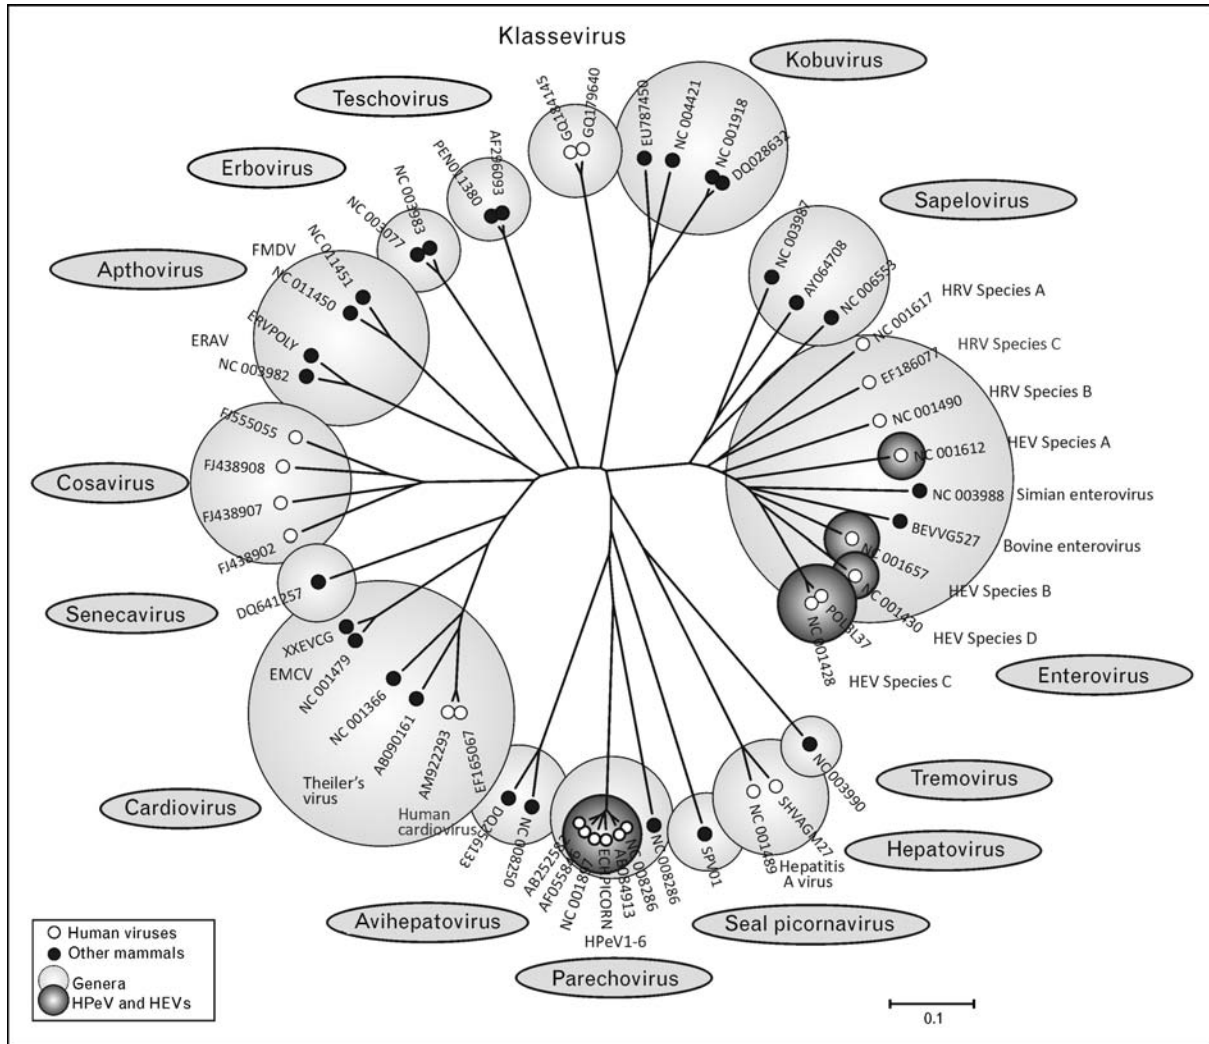 Klassevirus
Kobuvirus
Teschovirus
GQ184145
GQ179640
EU787450
NC 004421
NC 001918
DQ028632
Erbovirus
PEN011380
AF296093
Sapelovirus
NC 003077
NC 003983
NC 003987
AY064708
NC 006553
Apthovirus
FMDV
NC 011451
NC 011450
ERAV
ERVPOLY
NC 003982
NC 001617
HRV Species A
EF186077
HRV Species C
NC 001490
HRV Species B
NC 001612
HEV Species A
NC 003988
Simian enterovirus
BEVVG527
Bovine enterovirus
NC 001657
HEV Species B
NC 001430
HEV Species D
POL3L37
NC 001428
HEV Species C
Enterovirus
Cosavirus
FJ555055
FJ438908
FJ438907
FJ438902
Senecavirus
DQ641257
XXEVCG
EMCV
NC 001479
NC 001366
AB090161
Theiler's
virus
AM922293
EF165067
Human
cardiovirus
Cardiovirus
DQ256133
NC 008250
Avihepatovirus
ECHPICORN
AB084913
NC 008286
NC 008286
HPeV1-6
Parechovirus
SPV01
Seal picornavirus
NC 001489
SHVAGM27
Hepatitis
A virus
Hepatovirus
NC 003990
Tremovirus
Human viruses
Other mammals
Genera
HPeV and HEVs
0.1